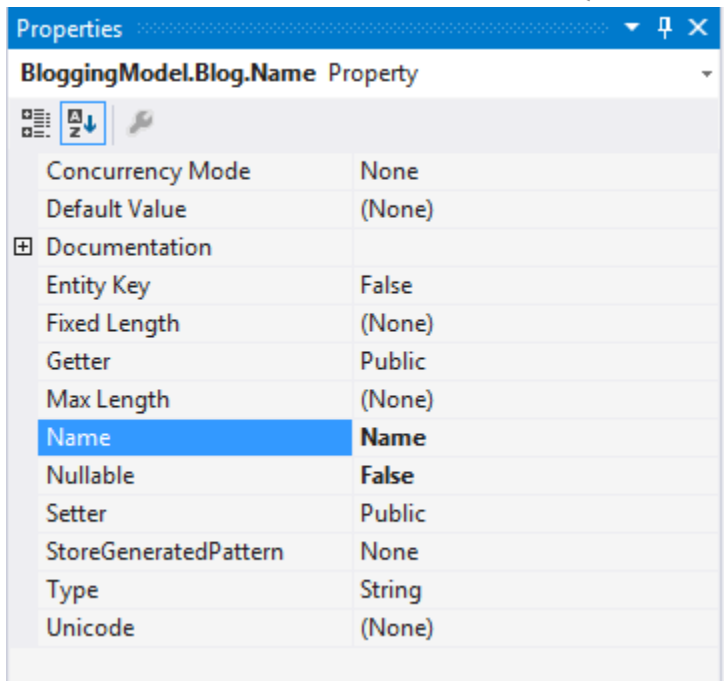 Properties
BloggingModel.Blog.Name Property
Concurrency Mode None
Default Value (None)
Documentation
Entity Key False
Fixed Length (None)
Getter Public
Max Length (None)
Name Name
Nullable False
Setter Public
StoreGeneratedPattern None
Type String
Unicode (None)